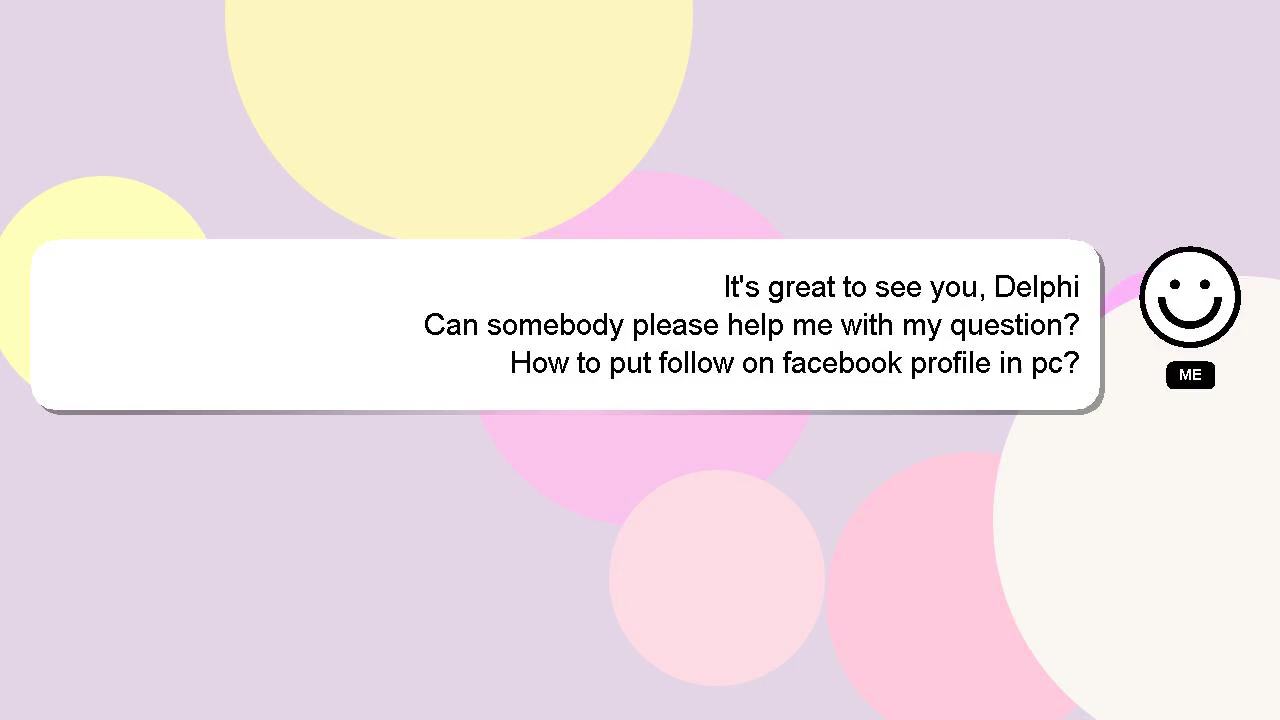 It's great to see you, Delphi
Can somebody please help me with my question?
How to put follow on facebook profile in pc?
ME